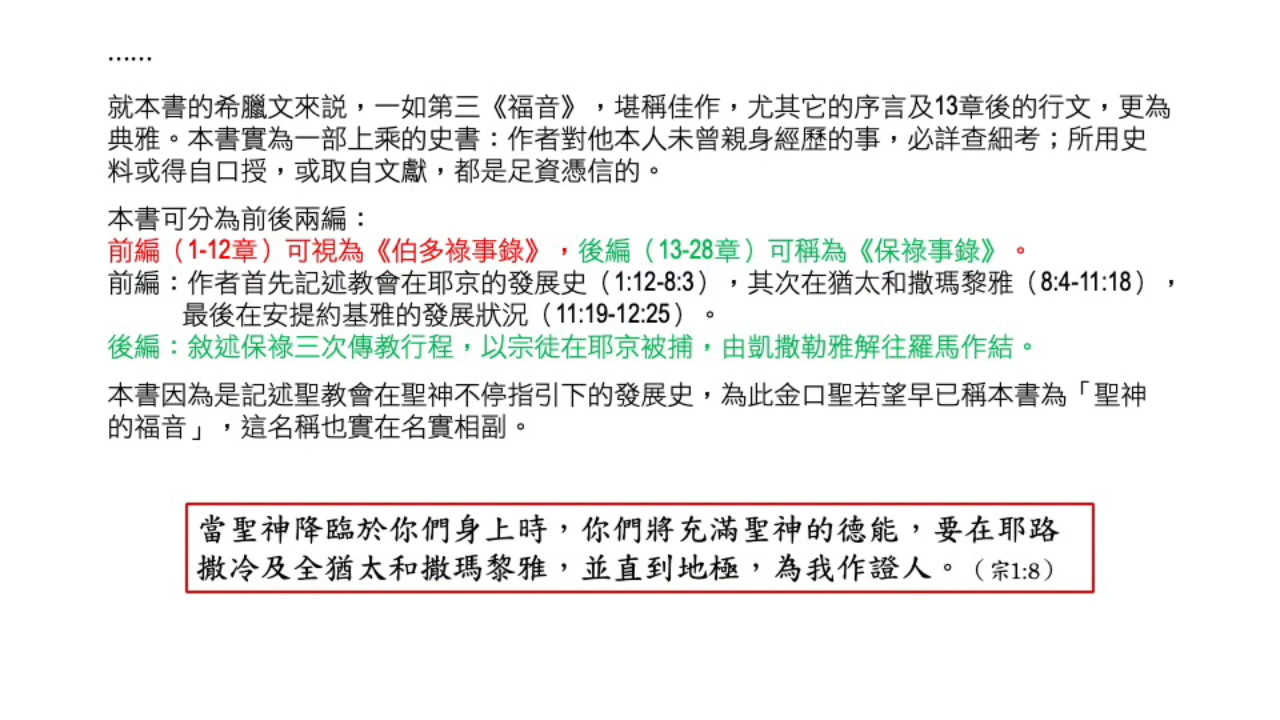 ……
就本書的希臘文來説，一如第三《福音》，堪稱佳作，尤其它的序言及13章後的行文，更為
典雅。本書實為一部上乘的史書：作者對他本人未曾親身經歷的事，必詳查細考；所用史
料或得自口授，或取自文獻，都是足資憑信的。
本書可分為前後兩編：
前編（1-12章）可視為《伯多祿事錄》，後編（13-28章）可稱為《保祿事錄》。
前編：作者首先記述教會在耶京的發展史（1:12-8:3），其次在猶太和撒瑪黎雅（8:4-11:18），
最後在安提約基雅的發展狀況（11:19-12:25）。
後編：敘述保祿三次傳教行程，以宗徒在耶京被捕，由凱撒勒雅解往羅馬作結。
本書因為是記述聖教會在聖神不停指引下的發展史，為此金口聖若望早已稱本書為「聖神
的福音」，這名稱也實在名實相副。
當聖神降臨於你們身上時，你們將充滿聖神的德能，要在耶路
撒冷及全猶太和撒瑪黎雅，並直到地極，為我作證人。（宗1:8）